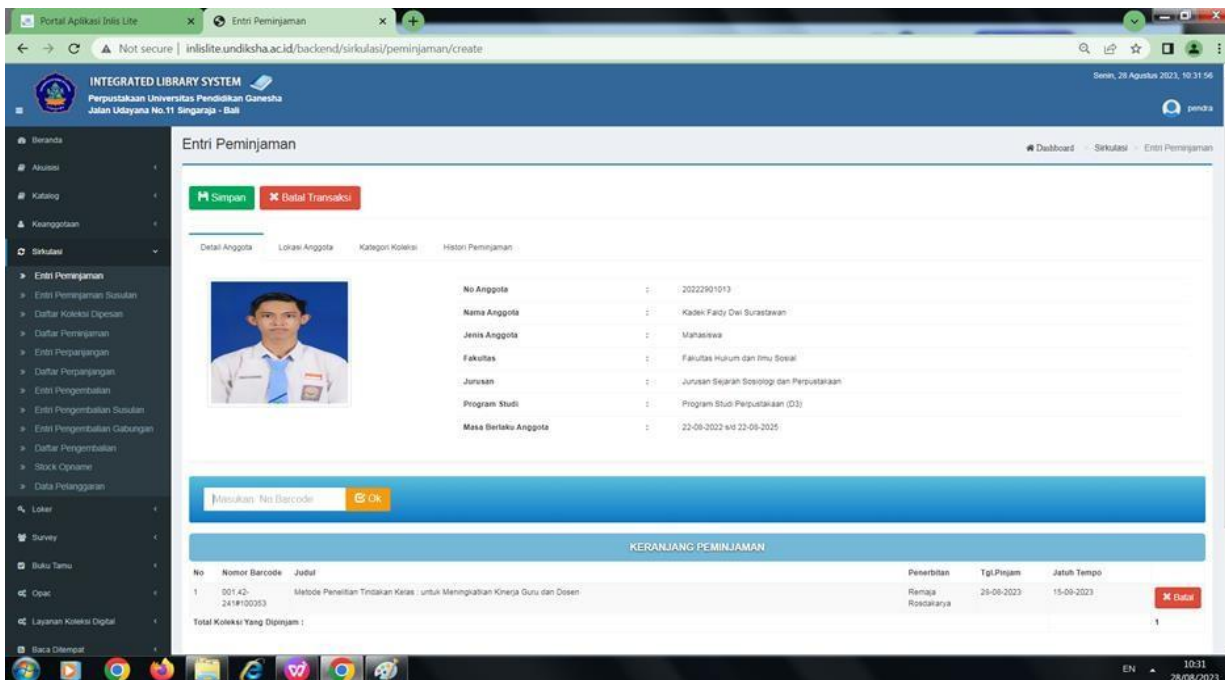 Portal Aplikasi Inlis Lite
Entri Peminjaman
Not secure | inlislite.undiksha.ac.id/backend/sirkulasi/peminjaman/create
INTEGRATED LIBRARY SYSTEM
Perpustakaan Universitas Pendidikan Ganesha
Jalan Udayana No.11 Singaraja - Bali
Senin, 28 Agustus 2023, 10:31:56
pendra
Beranda
Akuisisi
Katalog
Keanggotaan
Sirkulasi
Entri Peminjaman
Entri Peminjaman Susulan
Daftar Koleksi Dipesan
Daftar Peminjaman
Entri Perpanjangan
Daftar Perpanjangan
Entri Pengembalian
Entri Pengembalian Susulan
Entri Pengembalian Gabungan
Daftar Pengembalian
Stock Opname
Data Pelanggaran
Loker
Survey
Buku Tamu
Opac
Layanan Koleksi Digital
Baca Ditempat
Entri Peminjaman
Dashboard Sirkulasi Entri Peminjaman
Simpan Batal Transaksi
Detail Anggota Lokasi Anggota Kategori Koleksi Histori Peminjaman
No Anggota : 20222901013
Nama Anggota : Kadek Faldy Dwi Surastawan
Jenis Anggota : Mahasiswa
Fakultas : Fakultas Hukum dan Ilmu Sosial
Jurusan : Jurusan Sejarah Sosiologi dan Perpustakaan
Program Studi : Program Studi Perpustakaan (D3)
Masa Berlaku Anggota : 22-08-2022 s/d 22-08-2025
Masukan No Barcode Ok
KERANJANG PEMINJAMAN
No Nomor Barcode Judul Penerbitan Tgl.Pinjam Jatuh Tempo
1 001.42- Metode Penelitian Tindakan Kelas : untuk Meningkatkan Kinerja Guru dan Dosen Remaja 28-08-2023 15-09-2023 Batal
241#100353 Rosdakarya
Total Koleksi Yang Dipinjam : 1
EN 10:31
28/08/2023